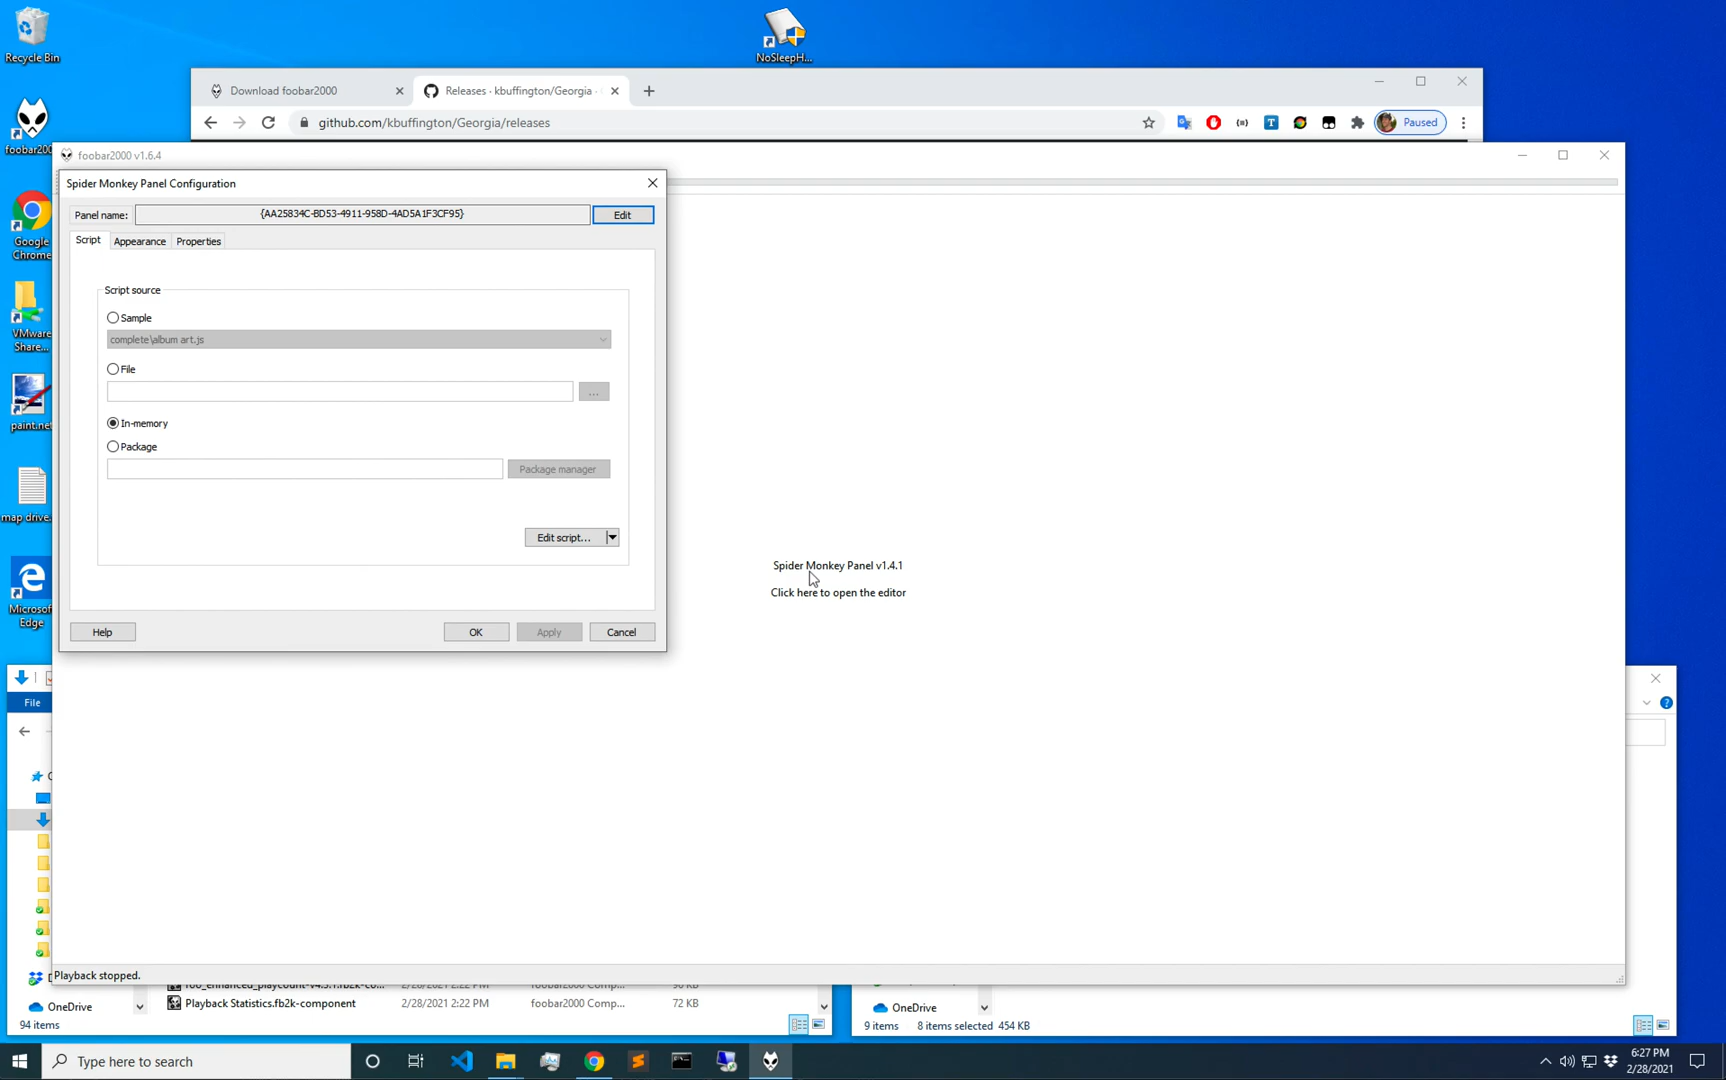 Recycle Bin
NoSleepH...
foobar200
Google
Chrome
VMware
Share...
paint.net
map drive.
Microsof
Edge
Download foobar2000
Releases · kbuffington/Georgia ·
github.com/kbuffington/Georgia/releases
Paused
foobar2000 v1.6.4
Spider Monkey Panel Configuration
Panel name:
{AA25834C-BD53-4911-958D-4AD5A1F3CF95}
Edit
Script
Appearance
Properties
Script source
Sample
complete\album art.js
File
...
In-memory
Package
Package manager
Edit script...
Help
OK
Apply
Cancel
Spider Monkey Panel v1.4.1
Click here to open the editor
File
Playback stopped.
Playback Statistics.fb2k-component
2/28/2021 2:22 PM
foobar2000 Comp...
72 KB
OneDrive
94 items
OneDrive
9 items
8 items selected 454 KB
Type here to search
6:27 PM
2/28/2021